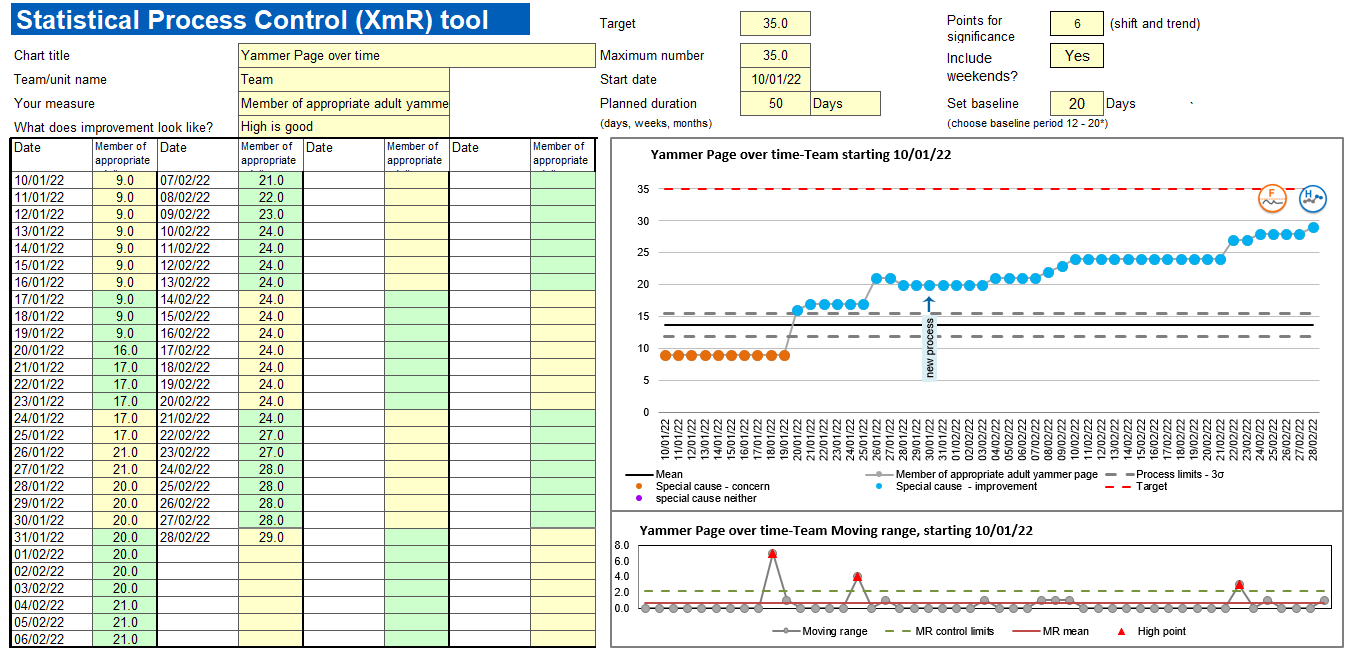 Statistical Process Control (XmR) tool
Chart title Yammer Page over time
Team/unit name Team
Your measure Member of appropriate adult yamme
What does improvement look like? High is good
Target 35.0
Maximum number 35.0
Start date 10/01/22
Planned duration 50 Days
(days, weeks, months)
Points for
significance 6 (shift and trend)
Include
weekends? Yes
Set baseline 20 Days
(choose baseline period 12 - 20*)
Date Member of Date Member of Date Member of Date Member of
appropriate appropriate appropriate appropriate
10/01/22 9.0 07/02/22 21.0
11/01/22 9.0 08/02/22 22.0
12/01/22 9.0 09/02/22 23.0
13/01/22 9.0 10/02/22 24.0
14/01/22 9.0 11/02/22 24.0
15/01/22 9.0 12/02/22 24.0
16/01/22 9.0 13/02/22 24.0
17/01/22 9.0 14/02/22 24.0
18/01/22 9.0 15/02/22 24.0
19/01/22 9.0 16/02/22 24.0
20/01/22 16.0 17/02/22 24.0
21/01/22 17.0 18/02/22 24.0
22/01/22 17.0 19/02/22 24.0
23/01/22 17.0 20/02/22 24.0
24/01/22 17.0 21/02/22 24.0
25/01/22 17.0 22/02/22 27.0
26/01/22 21.0 23/02/22 27.0
27/01/22 21.0 24/02/22 28.0
28/01/22 20.0 25/02/22 28.0
29/01/22 20.0 26/02/22 28.0
30/01/22 20.0 27/02/22 28.0
31/01/22 20.0 28/02/22 29.0
01/02/22 20.0
02/02/22 20.0
03/02/22 20.0
04/02/22 21.0
05/02/22 21.0
06/02/22 21.0
Yammer Page over time-Team starting 10/01/22
35
30
25
20
15
10
5
0
F
H
new process
10/01/22 11/01/22 12/01/22 13/01/22 14/01/22 15/01/22 16/01/22 17/01/22 18/01/22 19/01/22 20/01/22 21/01/22 22/01/22 23/01/22 24/01/22 25/01/22 26/01/22 27/01/22 28/01/22 29/01/22 30/01/22 31/01/22 01/02/22 02/02/22 03/02/22 04/02/22 05/02/22 06/02/22 07/02/22 08/02/22 09/02/22 10/02/22 11/02/22 12/02/22 13/02/22 14/02/22 15/02/22 16/02/22 17/02/22 18/02/22 19/02/22 20/02/22 21/02/22 22/02/22 23/02/22 24/02/22 25/02/22 26/02/22 27/02/22 28/02/22
Mean Member of appropriate adult yammer page Process limits - 3σ
Special cause - concern Special cause - improvement Target
special cause neither
Yammer Page over time-Team Moving range, starting 10/01/22
8.0
6.0
4.0
2.0
0.0
Moving range MR control limits MR mean High point